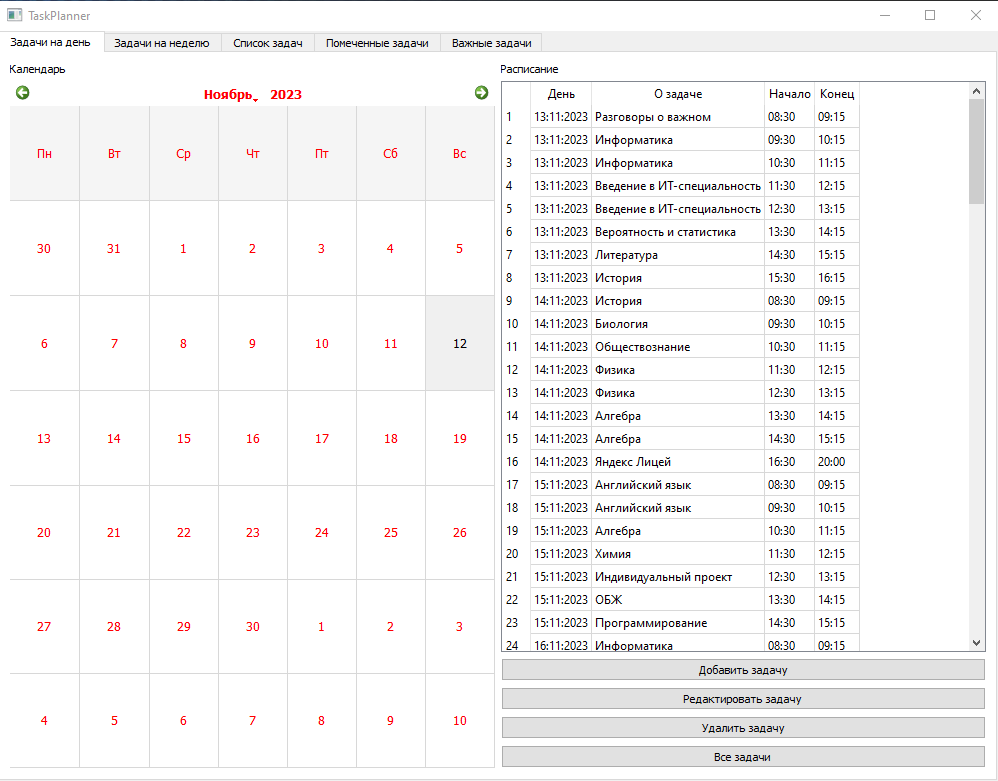 TaskPlanner
Задачи на день Задачи на неделю Список задач Помеченные задачи Важные задачи
Календарь
Ноябрь 2023
Пн Вт Ср Чт Пт Сб Вс
30 31 1 2 3 4 5
6 7 8 9 10 11 12
13 14 15 16 17 18 19
20 21 22 23 24 25 26
27 28 29 30 1 2 3
4 5 6 7 8 9 10
Расписание
День О задаче Начало Конец
1 13:11:2023 Разговоры о важном 08:30 09:15
2 13:11:2023 Информатика 09:30 10:15
3 13:11:2023 Информатика 10:30 11:15
4 13:11:2023 Введение в ИТ-специальность 11:30 12:15
5 13:11:2023 Введение в ИТ-специальность 12:30 13:15
6 13:11:2023 Вероятность и статистика 13:30 14:15
7 13:11:2023 Литература 14:30 15:15
8 13:11:2023 История 15:30 16:15
9 14:11:2023 История 08:30 09:15
10 14:11:2023 Биология 09:30 10:15
11 14:11:2023 Обществознание 10:30 11:15
12 14:11:2023 Физика 11:30 12:15
13 14:11:2023 Физика 12:30 13:15
14 14:11:2023 Алгебра 13:30 14:15
15 14:11:2023 Алгебра 14:30 15:15
16 14:11:2023 Яндекс Лицей 16:30 20:00
17 15:11:2023 Английский язык 08:30 09:15
18 15:11:2023 Английский язык 09:30 10:15
19 15:11:2023 Алгебра 10:30 11:15
20 15:11:2023 Химия 11:30 12:15
21 15:11:2023 Индивидуальный проект 12:30 13:15
22 15:11:2023 ОБЖ 13:30 14:15
23 15:11:2023 Программирование 14:30 15:15
24 16:11:2023 Информатика 08:30 09:15
Добавить задачу
Редактировать задачу
Удалить задачу
Все задачи